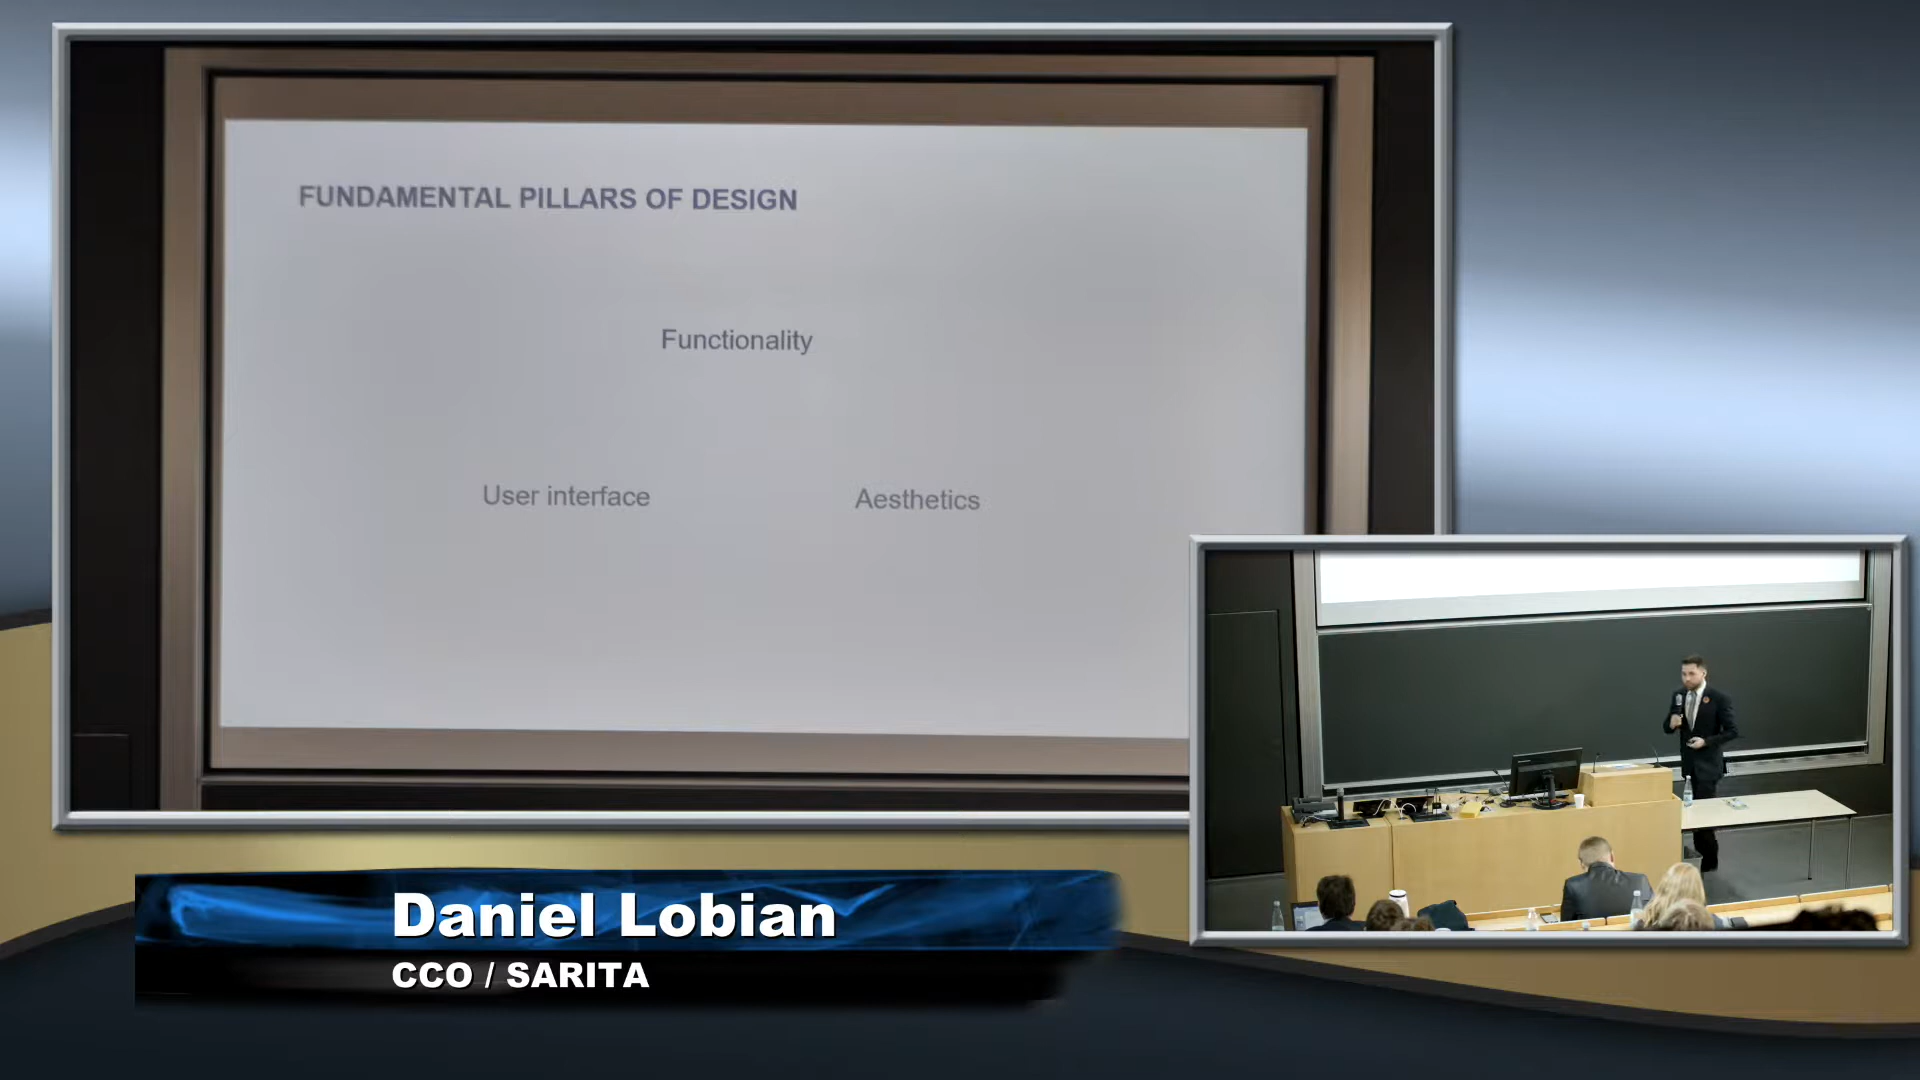 FUNDAMENTAL PILLARS OF DESIGN
Functionality
User interface
Aesthetics
Daniel Lobian
CCO / SARITA